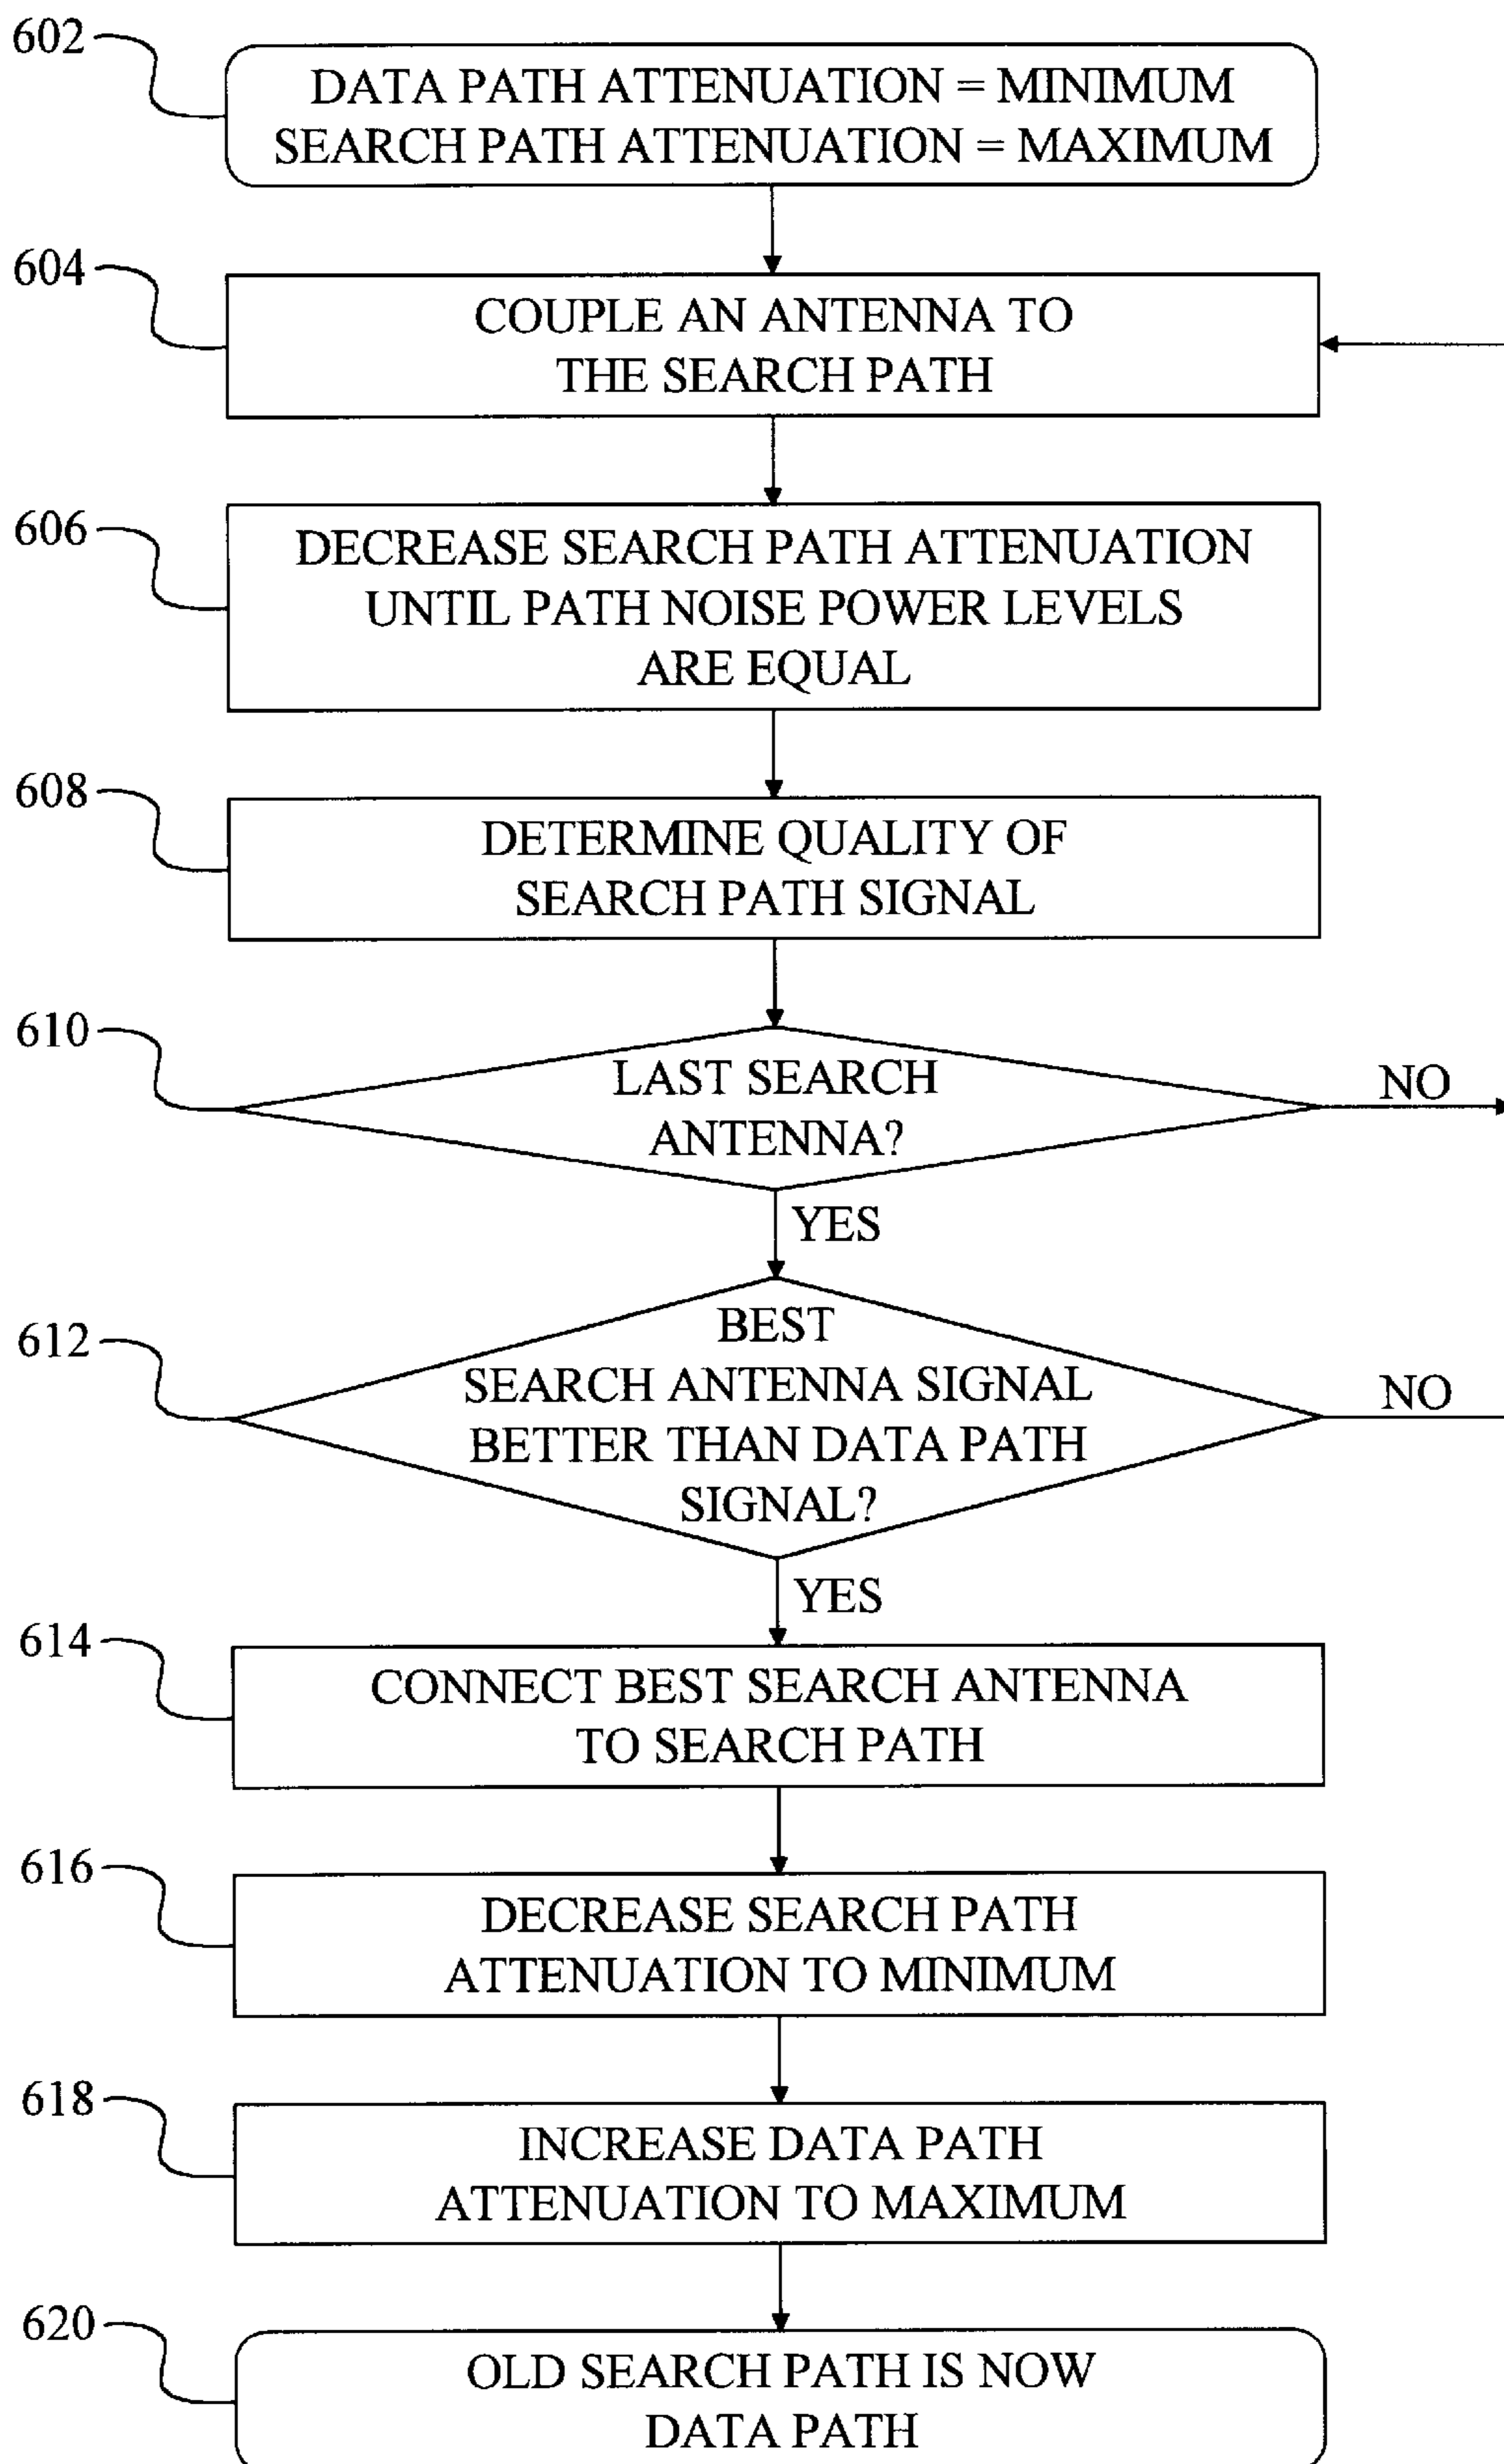 602
DATA PATH ATTENUATION = MINIMUM
SEARCH PATH ATTENUATION = MAXIMUM
604
COUPLE AN ANTENNA TO
THE SEARCH PATH
606
DECREASE SEARCH PATH ATTENUATION
UNTIL PATH NOISE POWER LEVELS
ARE EQUAL
608
DETERMINE QUALITY OF
SEARCH PATH SIGNAL
610
LAST SEARCH
ANTENNA?
NO
YES
612
BEST
SEARCH ANTENNA SIGNAL
BETTER THAN DATA PATH
SIGNAL?
NO
YES
614
CONNECT BEST SEARCH ANTENNA
TO SEARCH PATH
616
DECREASE SEARCH PATH
ATTENUATION TO MINIMUM
618
INCREASE DATA PATH
ATTENUATION TO MAXIMUM
620
OLD SEARCH PATH IS NOW
DATA PATH